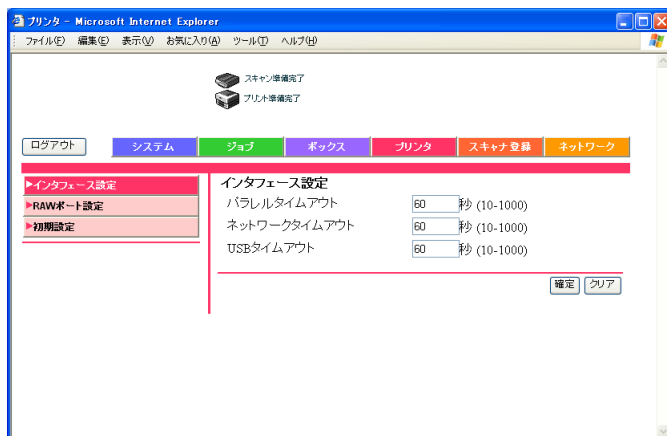 プリンタ - Microsoft Internet Explorer
ファイル(F) 編集(E) 表示(V) お気に入り(A) ツール(T) ヘルプ(H)
スキャン準備完了
プリント準備完了
ログアウト システム ジョブ ボックス プリンタ スキャナ登録 ネットワーク
▶インタフェース設定
▶RAWポート設定
▶初期設定
インタフェース設定
パラレルタイムアウト 60 秒 (10-1000)
ネットワークタイムアウト 60 秒 (10-1000)
USBタイムアウト 60 秒 (10-1000)
確定 クリア